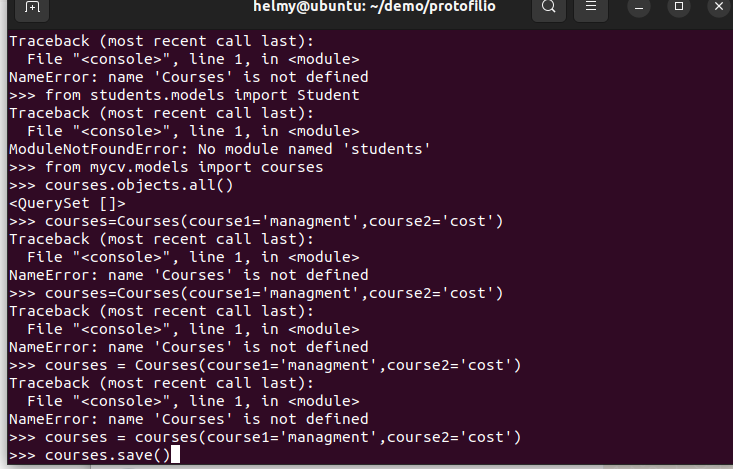 helmy@ubuntu: ~/demo/protofilio
Traceback (most recent call last):
  File "<console>", line 1, in <module>
NameError: name 'Courses' is not defined
>>> from students.models import Student
Traceback (most recent call last):
  File "<console>", line 1, in <module>
ModuleNotFoundError: No module named 'students'
>>> from mycv.models import courses
>>> courses.objects.all()
<QuerySet []>
>>> courses=Courses(course1='managment',course2='cost')
Traceback (most recent call last):
  File "<console>", line 1, in <module>
NameError: name 'Courses' is not defined
>>> courses=Courses(course1='managment',course2='cost')
Traceback (most recent call last):
  File "<console>", line 1, in <module>
NameError: name 'Courses' is not defined
>>> courses = Courses(course1='managment',course2='cost')
Traceback (most recent call last):
  File "<console>", line 1, in <module>
NameError: name 'Courses' is not defined
>>> courses = courses(course1='managment',course2='cost')
>>> courses.save()